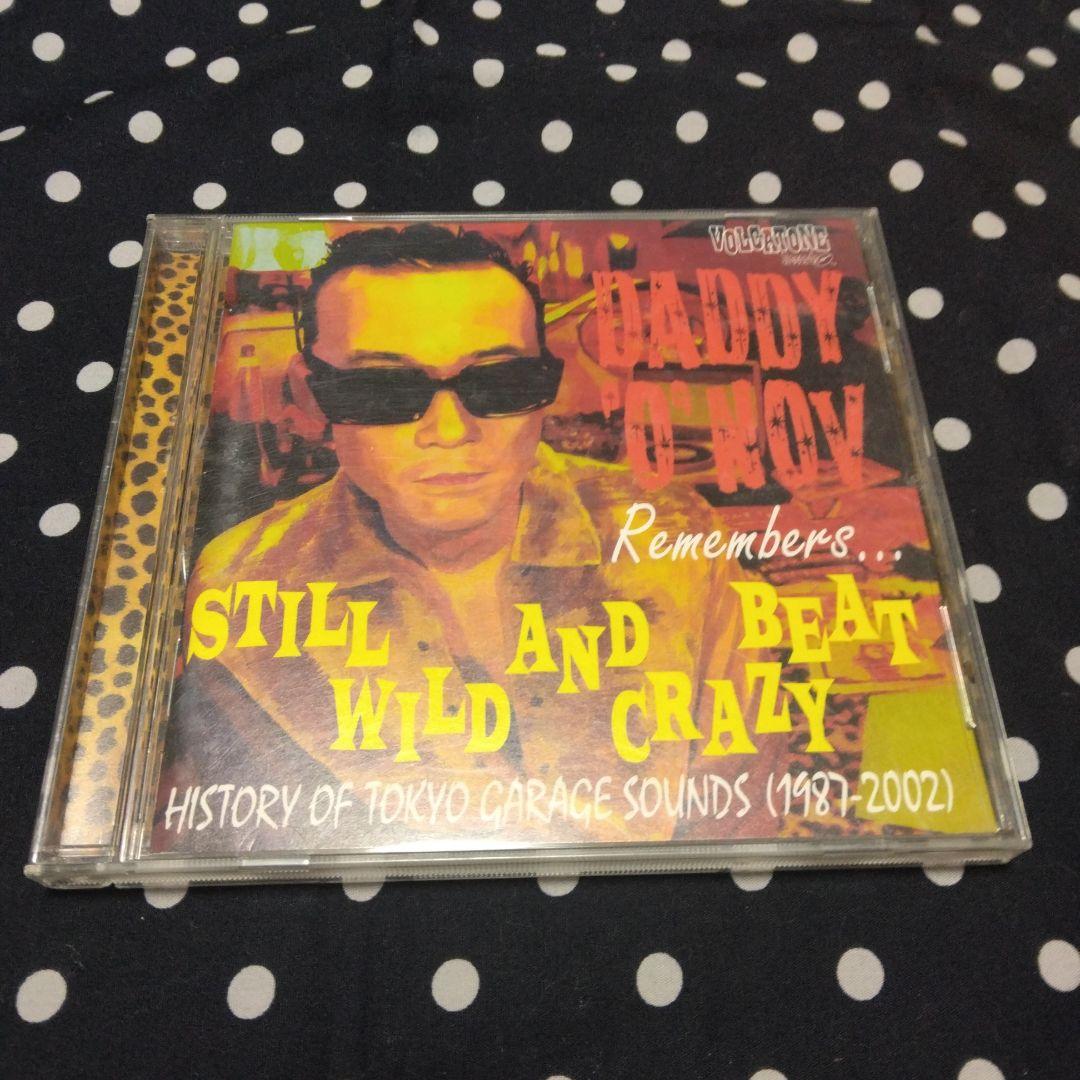 VOLCATONE
DADDY
'O' NOV
Remembers...
STILL AND BEAT
WILD CRAZY
HISTORY OF TOKYO GARAGE SOUNDS (1987-2002)